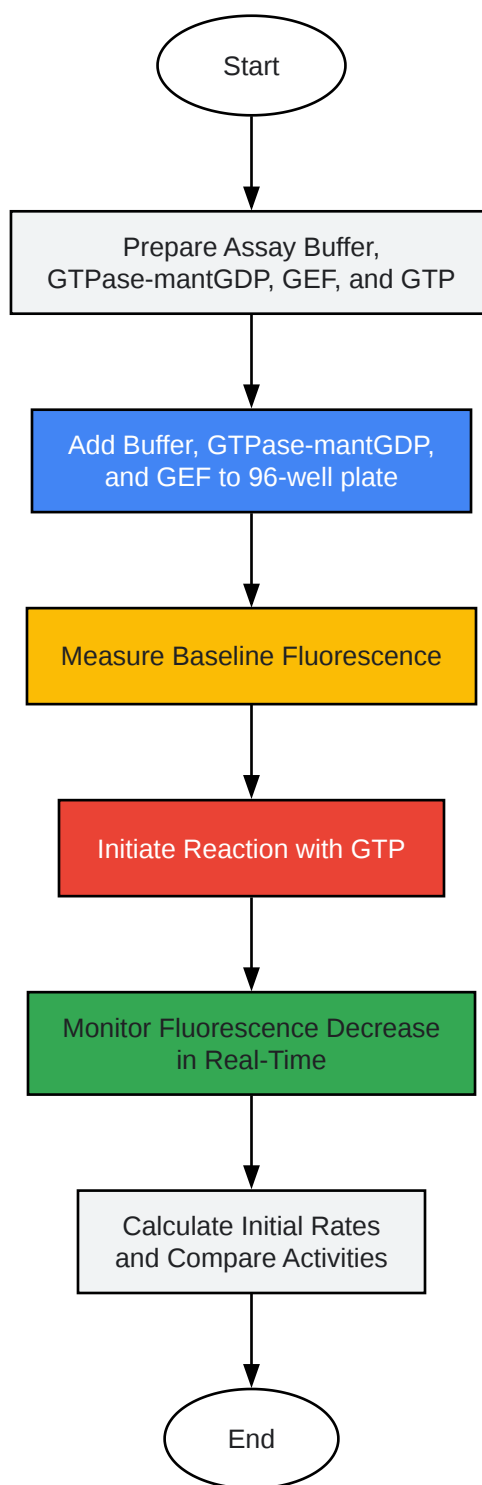 Start
Prepare Assay Buffer,
GTPase-mantGDP, GEF, and GTP
Add Buffer, GTPase-mantGDP,
and GEF to 96-well plate
Measure Baseline Fluorescence
Initiate Reaction with GTP
Monitor Fluorescence Decrease
in Real-Time
Calculate Initial Rates
and Compare Activities
End